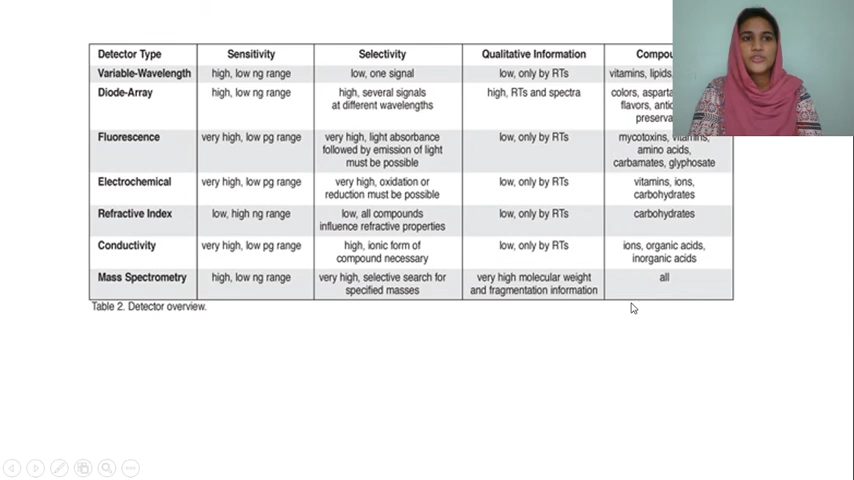 Detector Type Sensitivity Selectivity Qualitative Information
Variable-Wavelength high, low ng range low, one signal low, only by RTs vitamins, lipids,
Diode-Array high, low ng range high, several signals high, RTs and spectra colors,
at different wavelengths flavors,
Fluorescence very high, low pg range very high, light absorbance low, only by RTs mycotoxins, vitamins,
followed by emission of light amino acids,
must be possible carbamates, glyphosate
Electrochemical very high, low pg range very high, oxidation or low, only by RTs vitamins, ions,
reduction must be possible carbohydrates
Refractive Index low, high ng range low, all compounds low, only by RTs carbohydrates
influence refractive properties
Conductivity very high, low pg range high, ionic form of low, only by RTs ions, organic acids,
compound necessary inorganic acids
Mass Spectrometry high, low ng range very high, selective search for very high molecular weight all
specified masses and fragmentation information
Table 2. Detector overview.